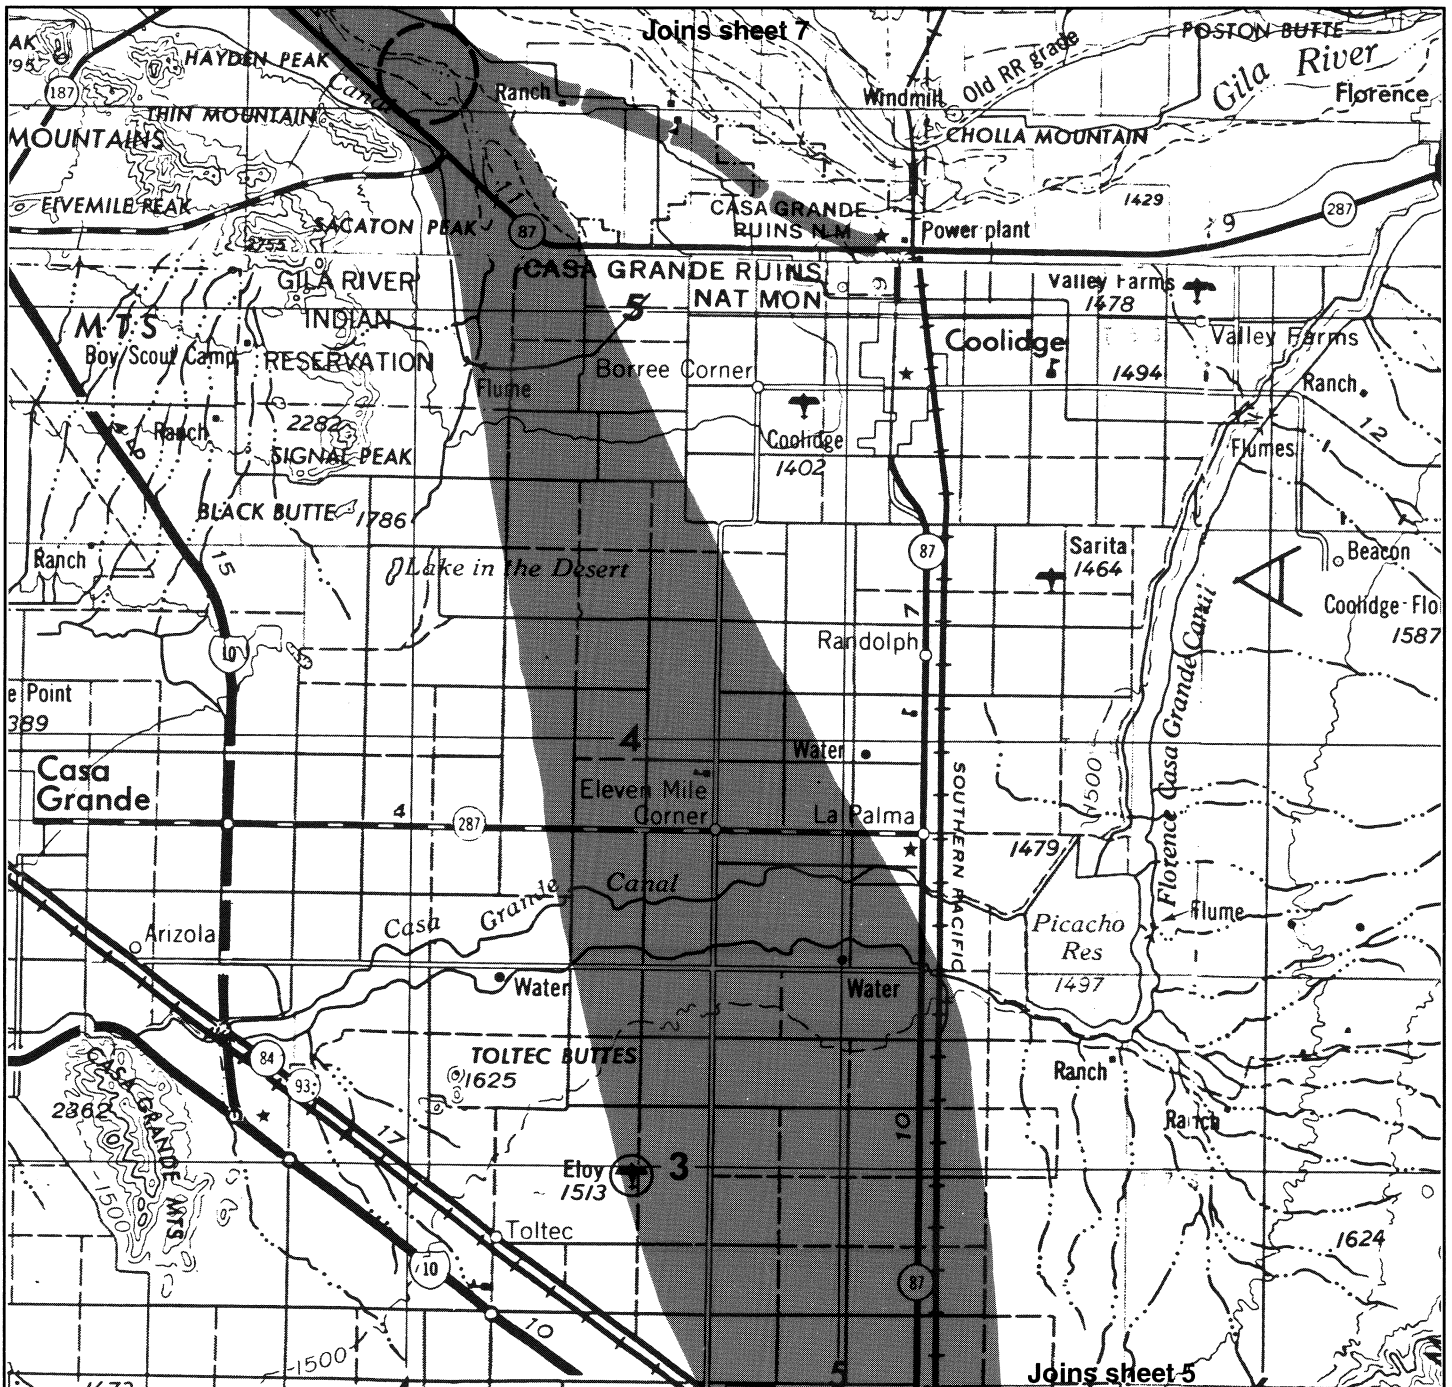 Joins sheet 7
POSTON BUTTE
HAYDEN PEAK
Old RR grade
Gila River
187
Canal
Ranch
Windmill
Florence
THIN MOUNTAIN
MOUNTAINS
CHOLLA MOUNTAIN
1429
FIVEMILE PEAK
11
CASA GRANDE
RUINS N.M
287
SACATON PEAK
87
9
Power plant
2755
GILA RIVER
INDIAN
RESERVATION
CASA GRANDE RUINS
NAT MON
5
6
Valley Farms
1478
MTS
Boy Scout Camp
Coolidge
Valley Farms
Borree Corner
1494
Ranch
Flume
Ranch
2282
Coolidge
1402
12
SIGNAL PEAK
Flumes
BLACK BUTTE
1786
15
Ranch
Lake in the Desert
87
Sarita
1464
Beacon
Coolidge-Flo
1587
7
10
Randolph
e Point
389
4
Water
Casa
Grande
Eleven Mile
Corner
1500
Florence Casa Grande Canal
SOUTHERN PACIFIC
4
287
La Palma
1479
Casa Grande Canal
Flume
Arizola
Picacho
Res
1497
Water
Water
84
TOLTEC BUTTES
1625
93
Ranch
CASA GRANDE MTS
2362
17
10
Ranch
Eloy
1513
3
1500
Toltec
1624
10
87
10
1500
5
Joins sheet 5